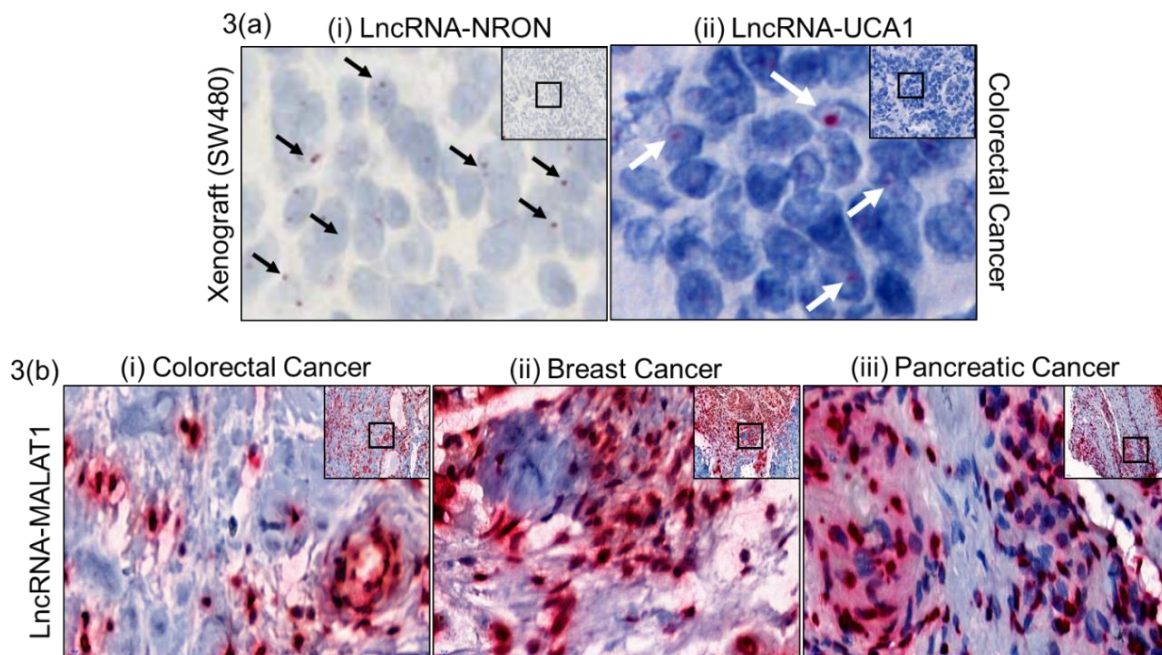 3(a)
(i) LncRNA-NRON
(ii) LncRNA-UCA1
Xenograft (SW480)
Colorectal Cancer
3(b)
(i) Colorectal Cancer
(ii) Breast Cancer
(iii) Pancreatic Cancer
LncRNA-MALAT1